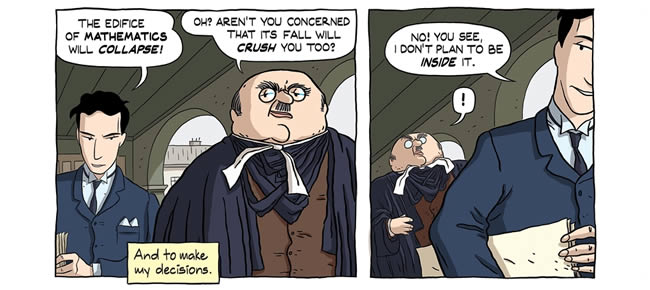 THE EDIFICE
OF MATHEMATICS
WILL COLLAPSE!
OH? AREN'T YOU CONCERNED
THAT ITS FALL WILL
CRUSH YOU TOO?
And to make
my decisions.
NO! YOU SEE,
I DON'T PLAN TO BE
INSIDE IT.
!